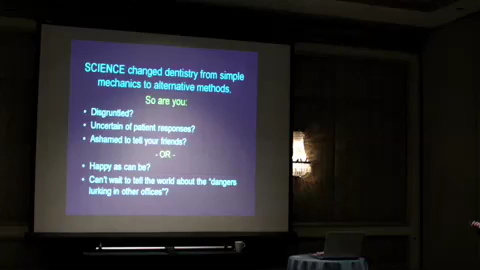 SCIENCE changed dentistry from simple
mechanics to alternative methods.
So are you:
• Disgruntled?
• Uncertain of patient responses?
• Ashamed to tell your friends?
- OR -
• Happy as can be?
• Can't wait to tell the world about the "dangers
lurking in other offices"?